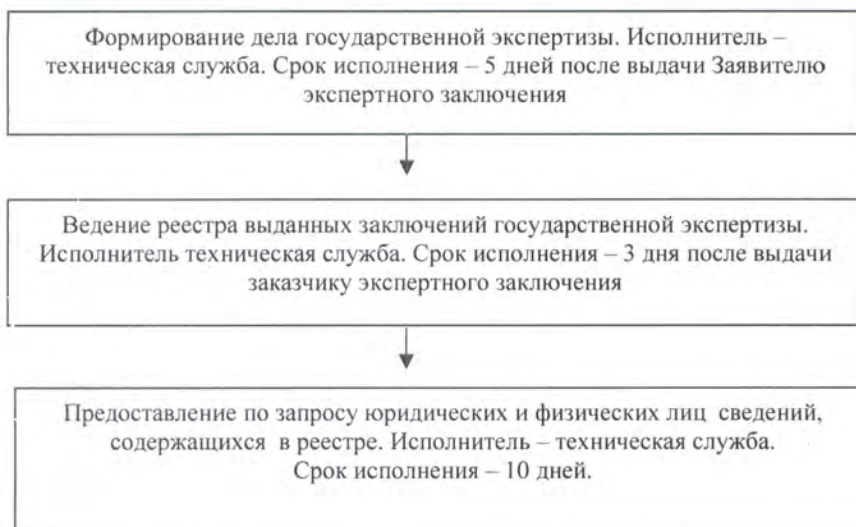 Формирование дела государственной экспертизы. Исполнитель –
техническая служба. Срок исполнения – 5 дней после выдачи Заявителю
экспертного заключения
Ведение реестра выданных заключений государственной экспертизы.
Исполнитель техническая служба. Срок исполнения – 3 дня после выдачи
заказчику экспертного заключения
Предоставление по запросу юридических и физических лиц сведений,
содержащихся в реестре. Исполнитель – техническая служба.
Срок исполнения – 10 дней.